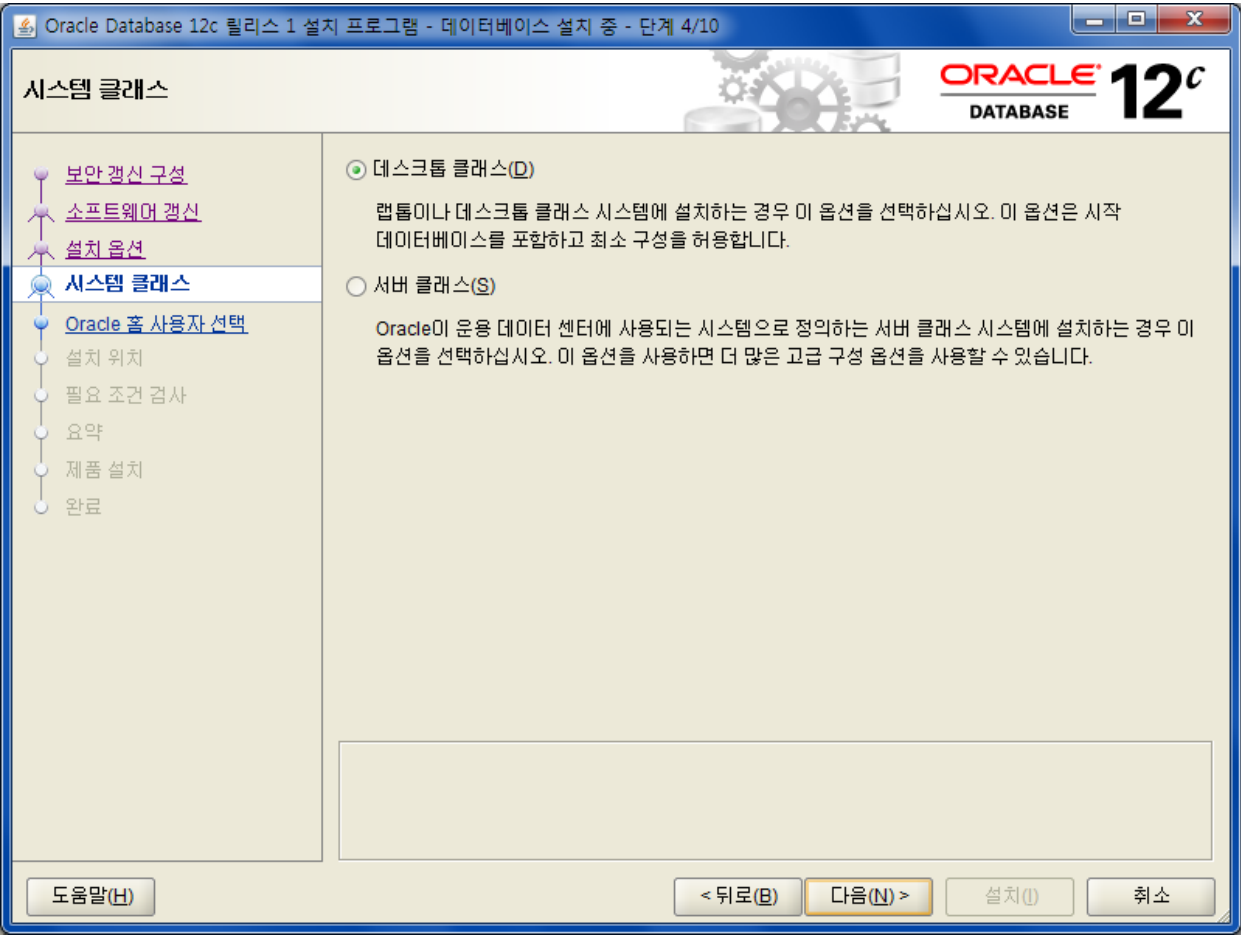 Oracle Database 12c 릴리스 1 설치 프로그램 - 데이터베이스 설치 중 - 단계 4/10
시스템 클래스
ORACLE
DATABASE
12c
보안 갱신 구성
소프트웨어 갱신
설치 옵션
시스템 클래스
Oracle 홈 사용자 선택
설치 위치
필요 조건 검사
요약
제품 설치
완료
데스크톱 클래스(D)
랩톱이나 데스크톱 클래스 시스템에 설치하는 경우 이 옵션을 선택하십시오. 이 옵션은 시작
데이터베이스를 포함하고 최소 구성을 허용합니다.
서버 클래스(S)
Oracle이 운용 데이터 센터에 사용되는 시스템으로 정의하는 서버 클래스 시스템에 설치하는 경우 이
옵션을 선택하십시오. 이 옵션을 사용하면 더 많은 고급 구성 옵션을 사용할 수 있습니다.
도움말(H)
< 뒤로(B)
다음(N) >
설치(I)
취소